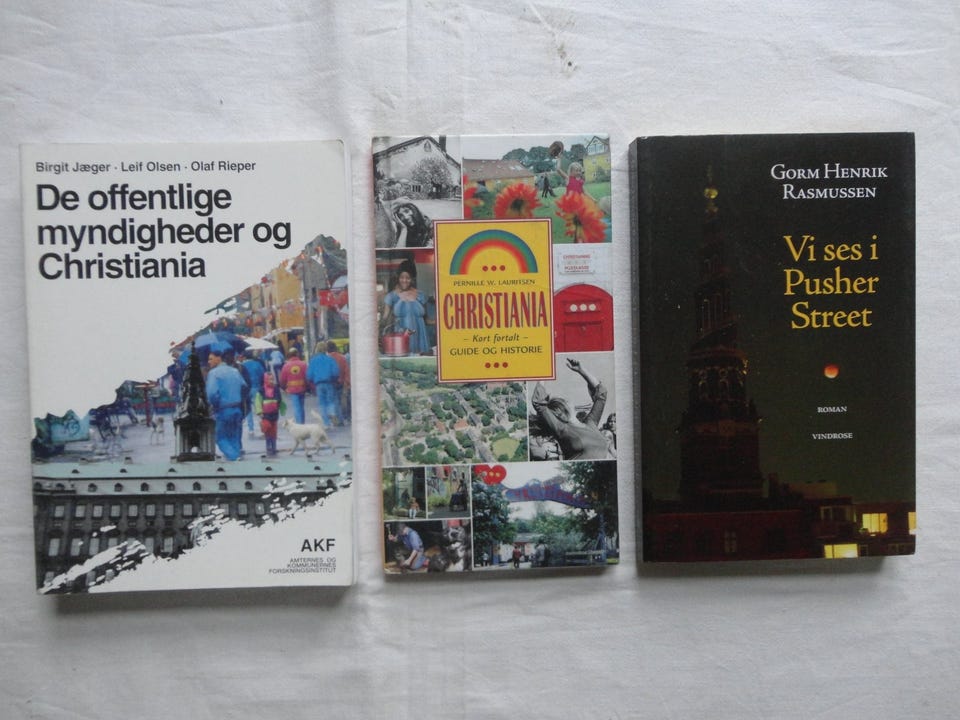 Birgit Jæger · Leif Olsen · Olaf Rieper
De offentlige
myndigheder og
Christiania
AKF
AMTERNES OG
KOMMUNERNES
FORSKNINGSINSTITUT
PERNILLE W. LAURITSEN
CHRISTIANIA
– Kort fortalt –
GUIDE OG HISTORIE
CHRISTIANIAS
GORM HENRIK
RASMUSSEN
Vi ses i
Pusher
Street
ROMAN
VINDROSE